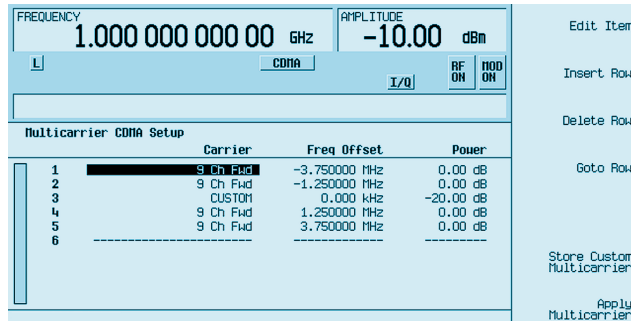 FREQUENCY
1.000 000 000 00 GHz
AMPLITUDE
-10.00 dBm
L
CDMA
I/Q
RF ON
MOD ON
Multicarrier CDMA Setup
Carrier Freq Offset Power
1 9 Ch Fwd -3.750000 MHz 0.00 dB
2 9 Ch Fwd -1.250000 MHz 0.00 dB
3 CUSTOM 0.000 kHz -20.00 dB
4 9 Ch Fwd 1.250000 MHz 0.00 dB
5 9 Ch Fwd 3.750000 MHz 0.00 dB
6 ---------------------- ------------- ---------
Edit Item
Insert Row
Delete Row
Goto Row
Store Custom
Multicarrier
Apply
Multicarrier